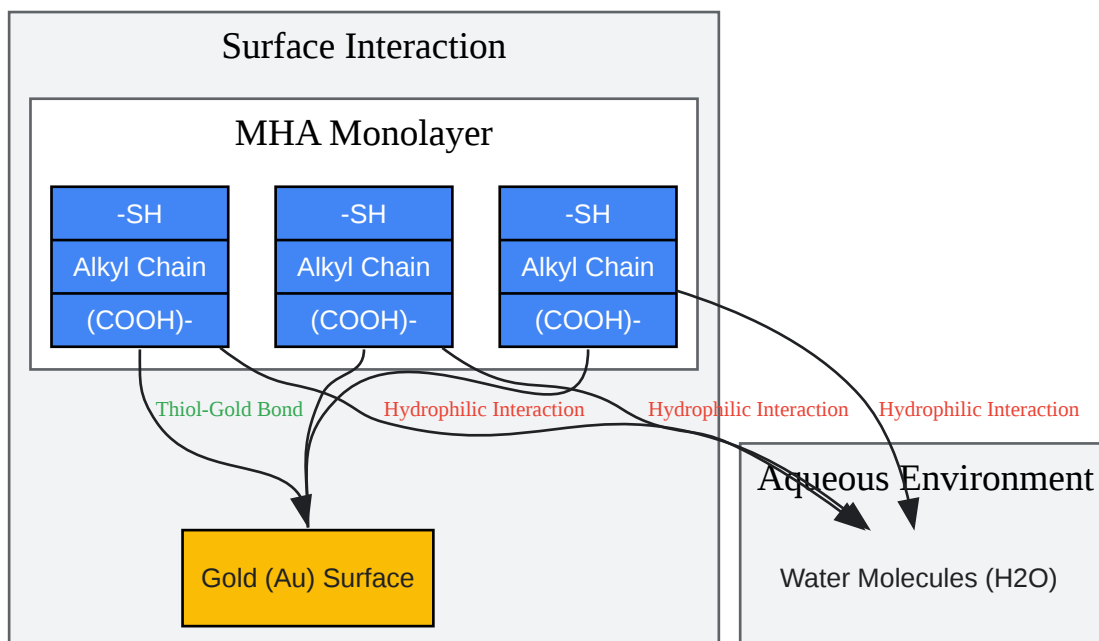 Surface Interaction
MHA Monolayer
-SH
Alkyl Chain
(COOH)-
-SH
Alkyl Chain
(COOH)-
-SH
Alkyl Chain
(COOH)-
Thiol-Gold Bond
Hydrophilic Interaction
Hydrophilic Interaction
Hydrophilic Interaction
Aqueous Environment
Gold (Au) Surface
Water Molecules (H2O)